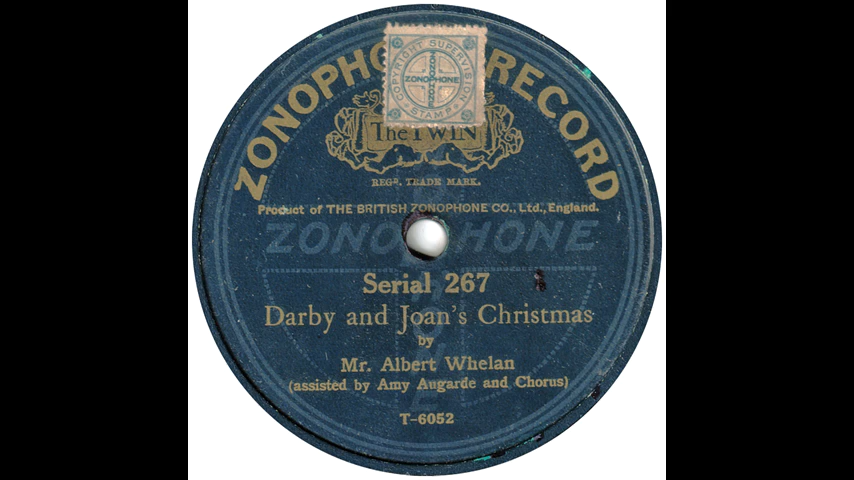 ZONOPHONE RECORD
COPYRIGHT SUPERVISION
ZONOPHONE
ZONOPHONE
STAMP
The TWIN
REGD. TRADE MARK.
Product of THE BRITISH ZONOPHONE CO., Ltd., England.
ZONOPHONE
Serial 267
Darby and Joan's Christmas
by
Mr. Albert Whelan
(assisted by Amy Augarde and Chorus)
T-6052